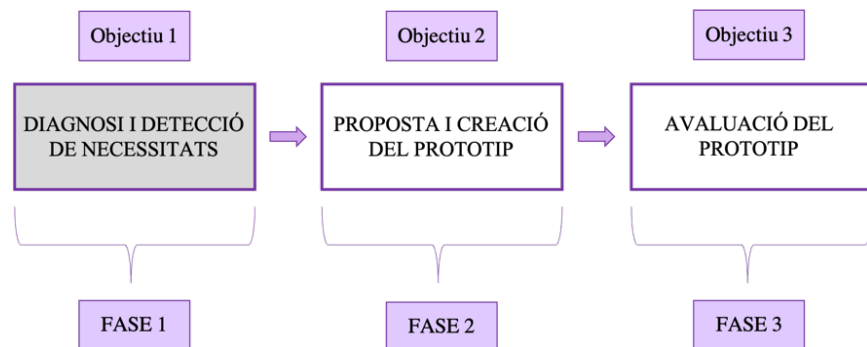 Objectiu 1
Objectiu 2
Objectiu 3
DIAGNOSI I DETECCIÓ
DE NECESSITATS
PROPOSTA I CREACIÓ
DEL PROTOTIP
AVALUACIÓ DEL
PROTOTIP
FASE 1
FASE 2
FASE 3